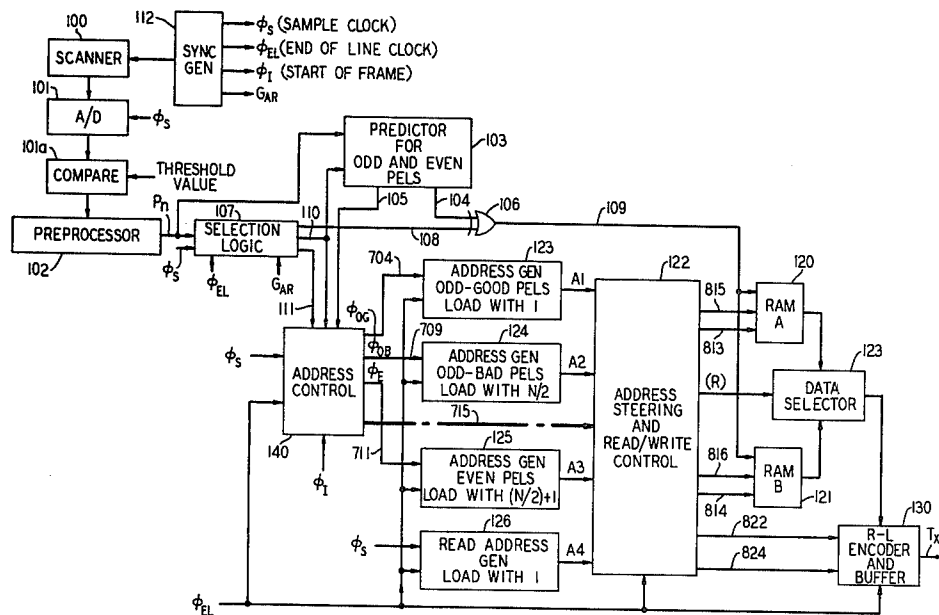 112
100
SCANNER
SYNC
GEN
ϕS (SAMPLE CLOCK)
ϕEL (END OF LINE CLOCK)
ϕI (START OF FRAME)
GAR
101
A/D
ϕS
101a
COMPARE
THRESHOLD
VALUE
PREPROCESSOR
102
Pn
ϕS
107
SELECTION
LOGIC
ϕEL
GAR
110
108
111
PREDICTOR
FOR
ODD AND EVEN
PELS
103
105
104
106
109
ADDRESS
CONTROL
140
ϕS
ϕI
ϕOG
ϕOB
ϕE
704
709
711
715
123
ADDRESS GEN
ODD-GOOD PELS
LOAD WITH 1
A1
124
ADDRESS GEN
ODD-BAD PELS
LOAD WITH N/2
A2
125
ADDRESS GEN
EVEN PELS
LOAD WITH (N/2)+1
A3
126
ϕS
READ ADDRESS
GEN
LOAD WITH 1
A4
ϕEL
122
ADDRESS
STEERING
AND
READ/WRITE
CONTROL
815
813
(R)
816
814
822
824
120
RAM
A
123
DATA
SELECTOR
RAM
B
121
130
R-L
ENCODER
AND
BUFFER
TX